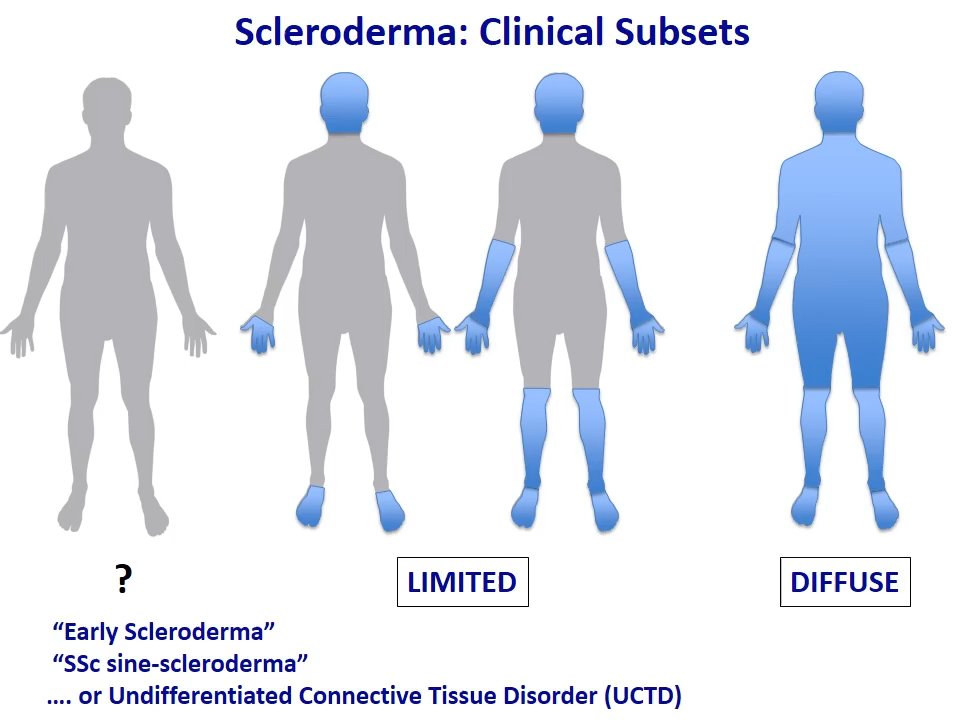 Scleroderma: Clinical Subsets
?
LIMITED
DIFFUSE
“Early Scleroderma”
“SSc sine-scleroderma”
.... or Undifferentiated Connective Tissue Disorder (UCTD)